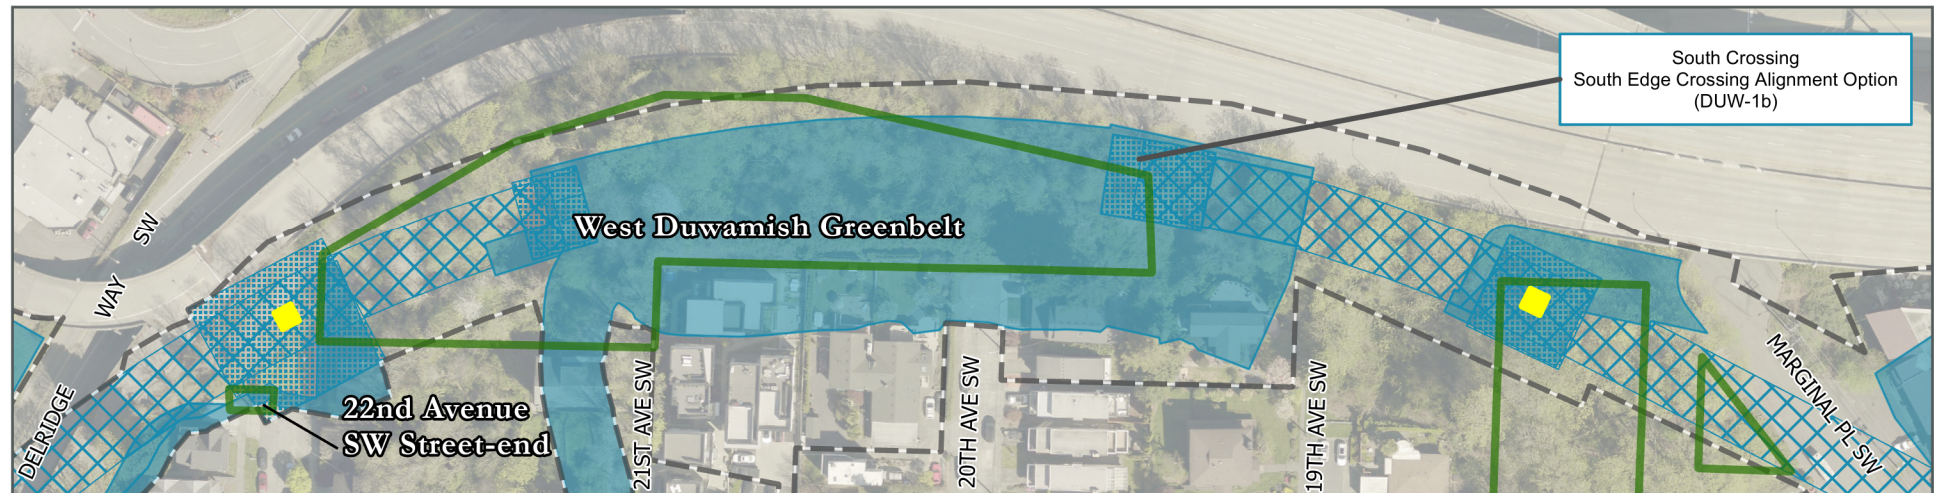 South Crossing
South Edge Crossing Alignment Option
(DUW-1b)
SW
WAY
DELRIDGE
West Duwamish Greenbelt
22nd Avenue
SW Street-end
21ST AVE SW
20TH AVE SW
19TH AVE SW
MARGINAL PL SW